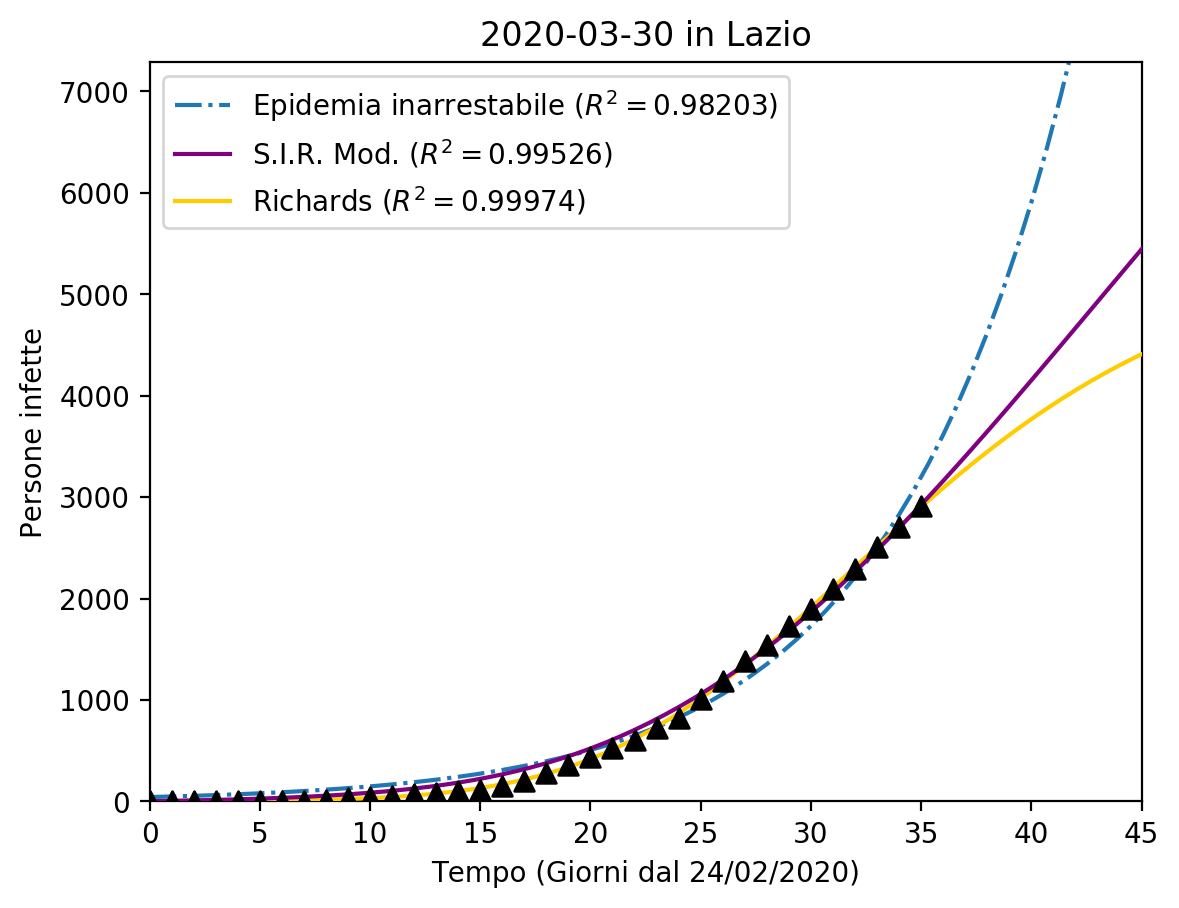 2020-03-30 in Lazio
Epidemia inarrestabile (R² = 0.98203)
S.I.R. Mod. (R² = 0.99526)
Richards (R² = 0.99974)
7000
6000
5000
4000
3000
2000
1000
0
Persone infette
0 5 10 15 20 25 30 35 40 45
Tempo (Giorni dal 24/02/2020)